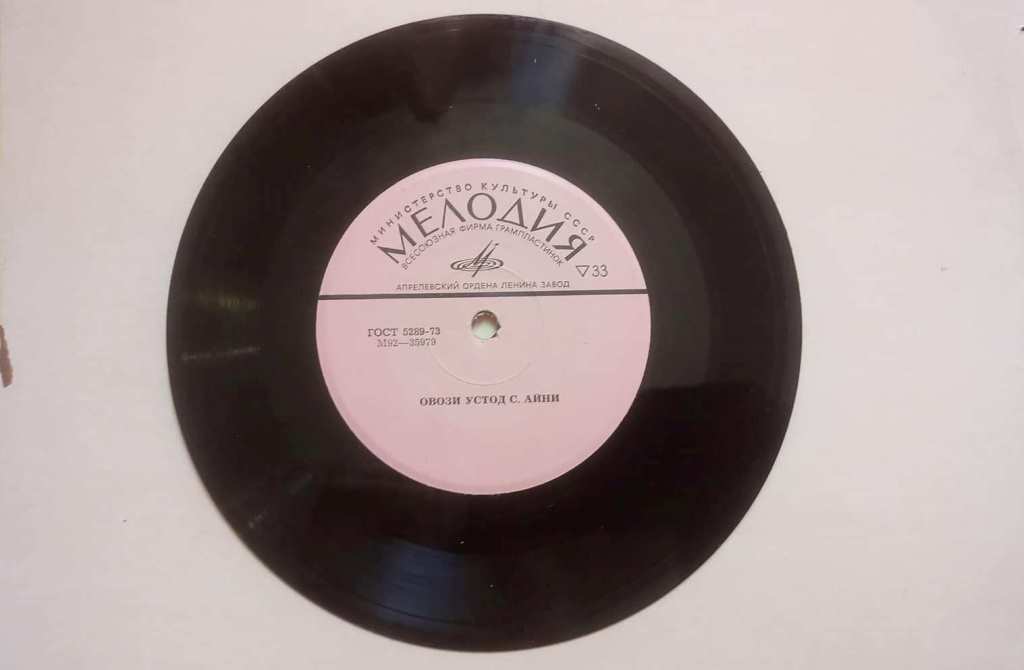 МИНИСТЕРСТВО КУЛЬТУРЫ СССР
МЕЛОДИЯ
ВСЕСОЮЗНАЯ ФИРМА ГРАМПЛАСТИНОК
33
АПРЕЛЕВСКИЙ ОРДЕНА ЛЕНИНА ЗАВОД
ГОСТ 5289-73
М92—35979
ОВОЗИ УСТОД С. АЙНИ